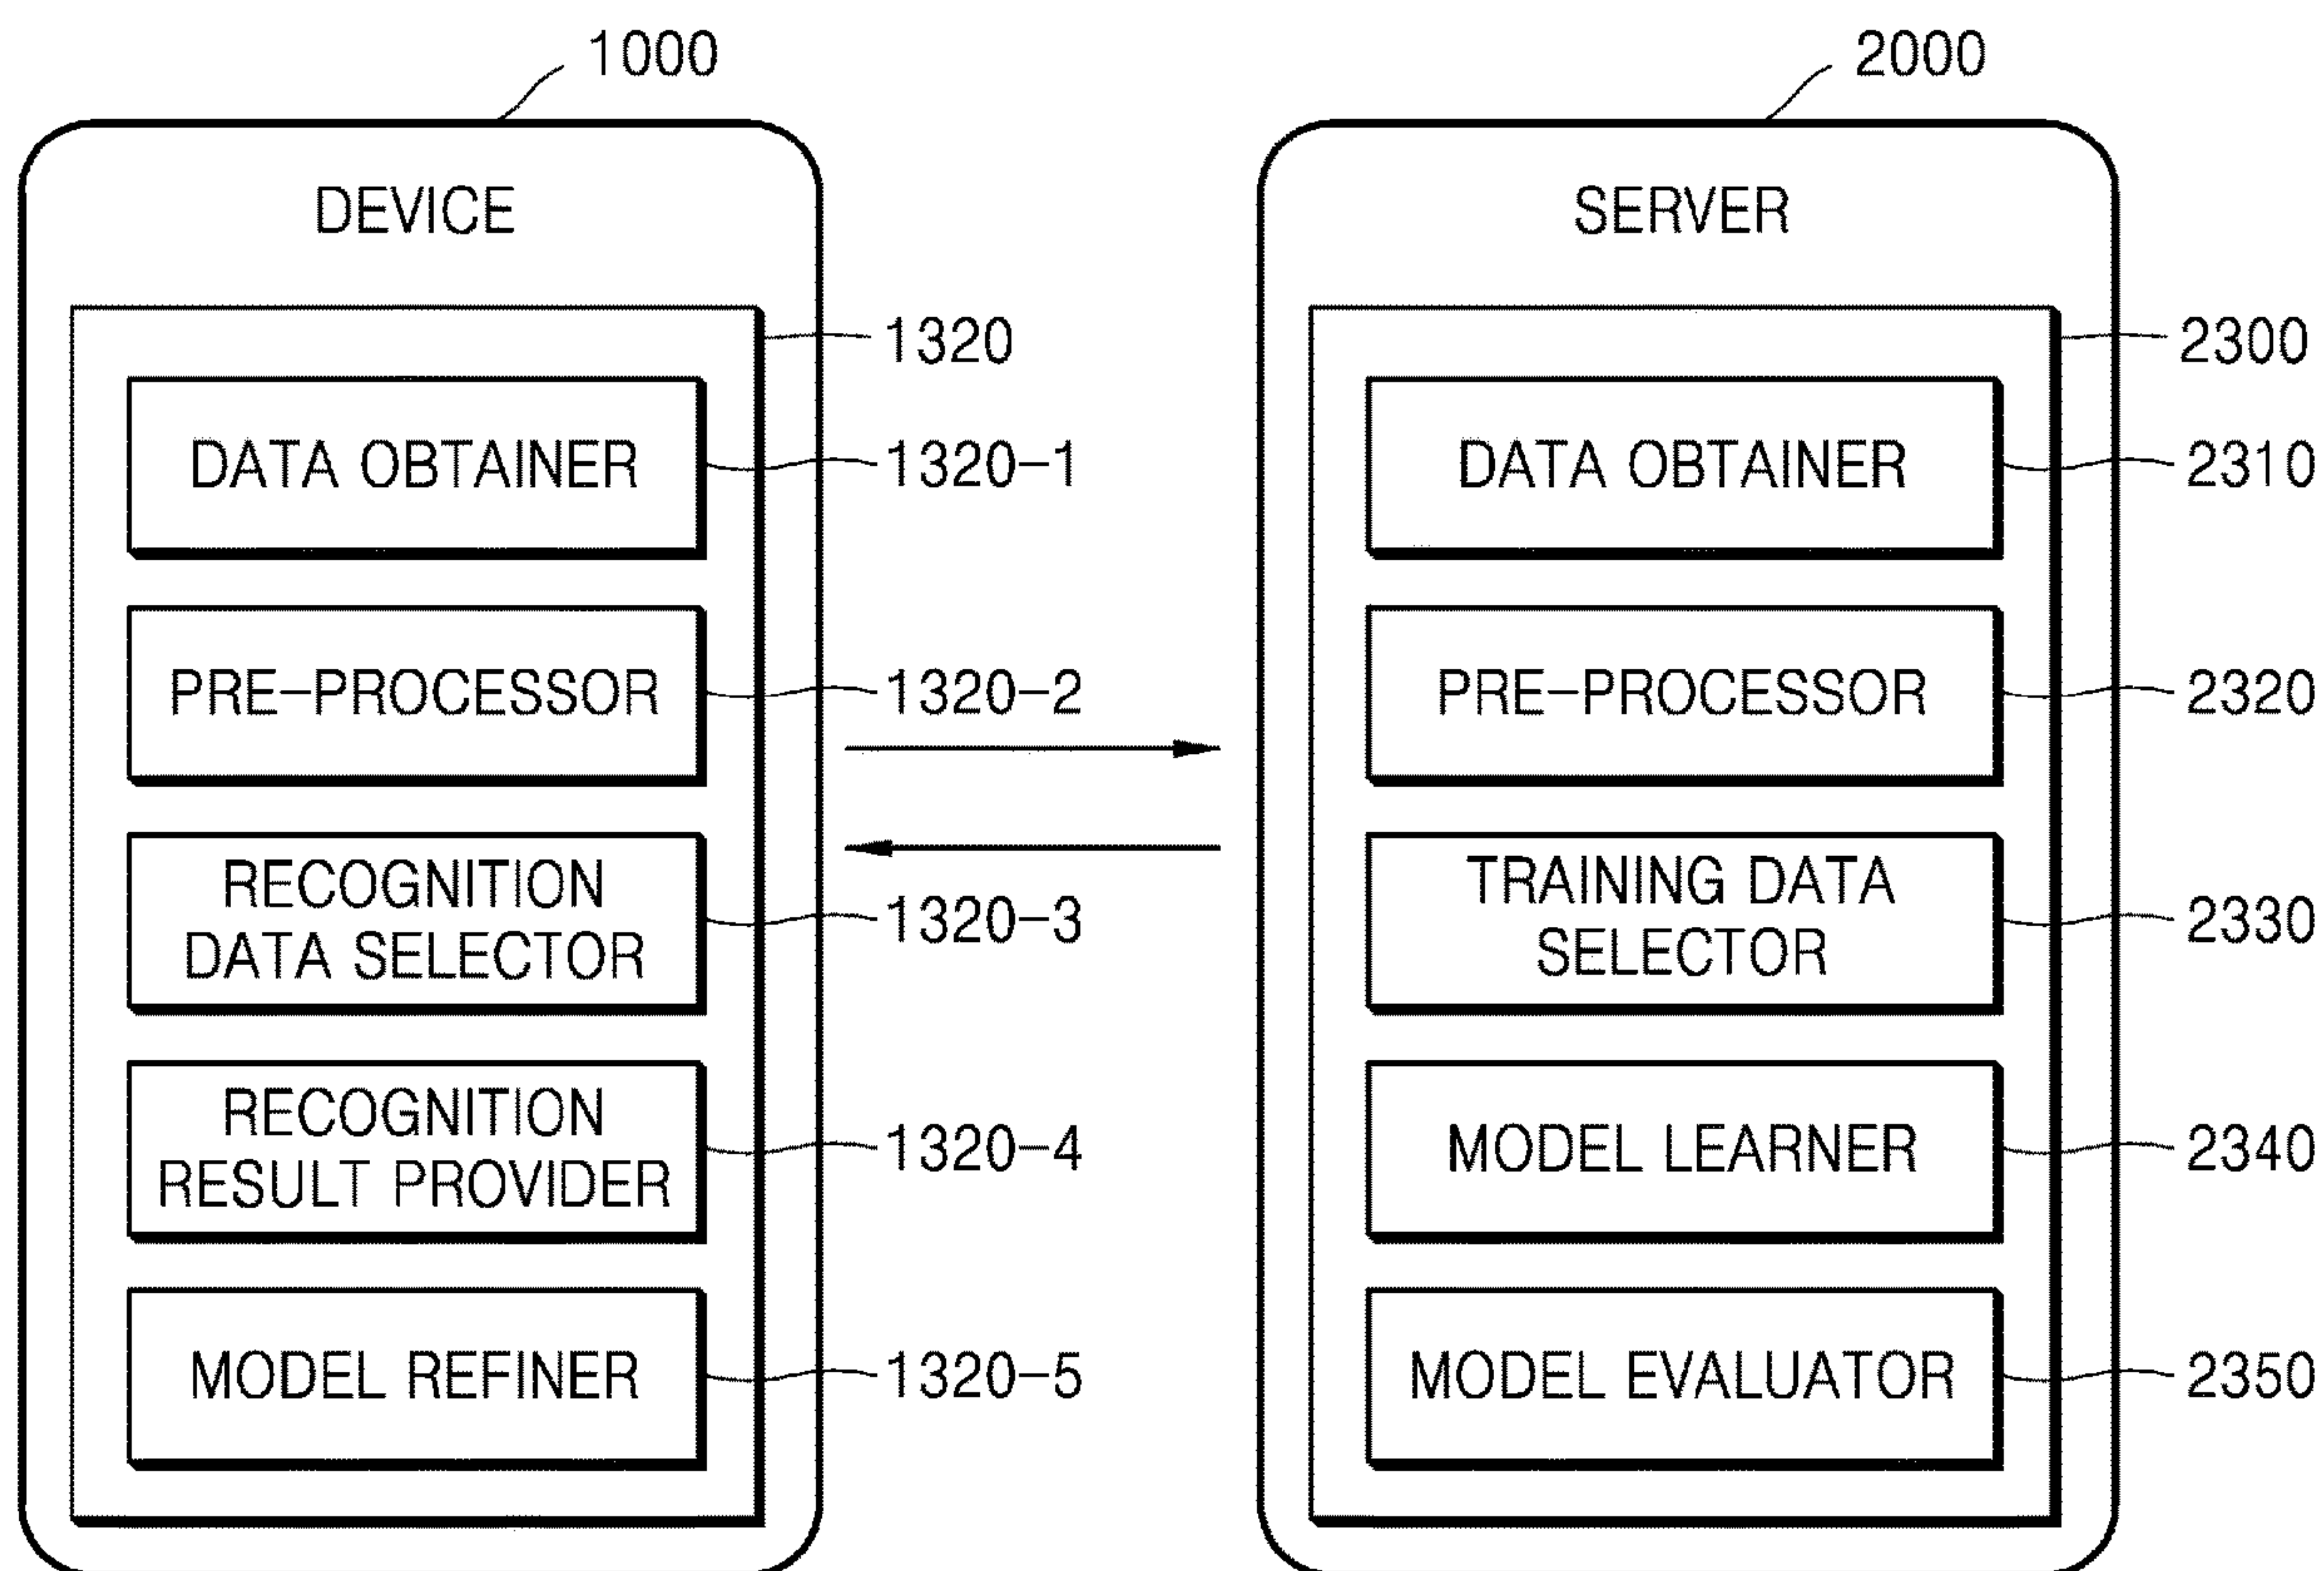 1000
DEVICE
1320
DATA OBTAINER
1320-1
PRE-PROCESSOR
1320-2
RECOGNITION
DATA SELECTOR
1320-3
RECOGNITION
RESULT PROVIDER
1320-4
MODEL REFINER
1320-5
2000
SERVER
2300
DATA OBTAINER
2310
PRE-PROCESSOR
2320
TRAINING DATA
SELECTOR
2330
MODEL LEARNER
2340
MODEL EVALUATOR
2350